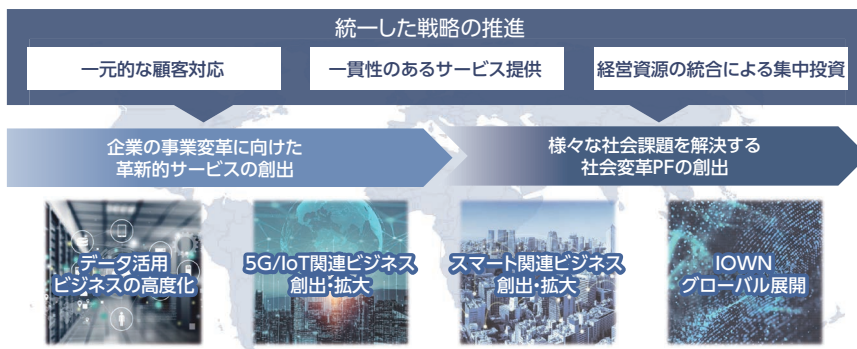 統一した戦略の推進
一元的な顧客対応
一貫性のあるサービス提供
経営資源の統合による集中投資
企業の事業変革に向けた
革新的サービスの創出
様々な社会課題を解決する
社会変革PFの創出
データ活用
ビジネスの高度化
5G/IoT関連ビジネス
創出・拡大
スマート関連ビジネス
創出・拡大
IOWN
グローバル展開